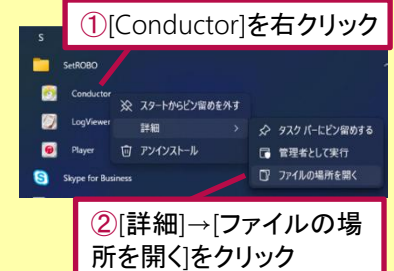 ①[Conductor]を右クリック
S
SetROBO
Conductor
スタートからピン留めを外す
LogViewer
詳細
タスク バーにピン留めする
Player
アンインストール
管理者として実行
Skype for Business
ファイルの場所を開く
②[詳細]→[ファイルの場
所を開く]をクリック